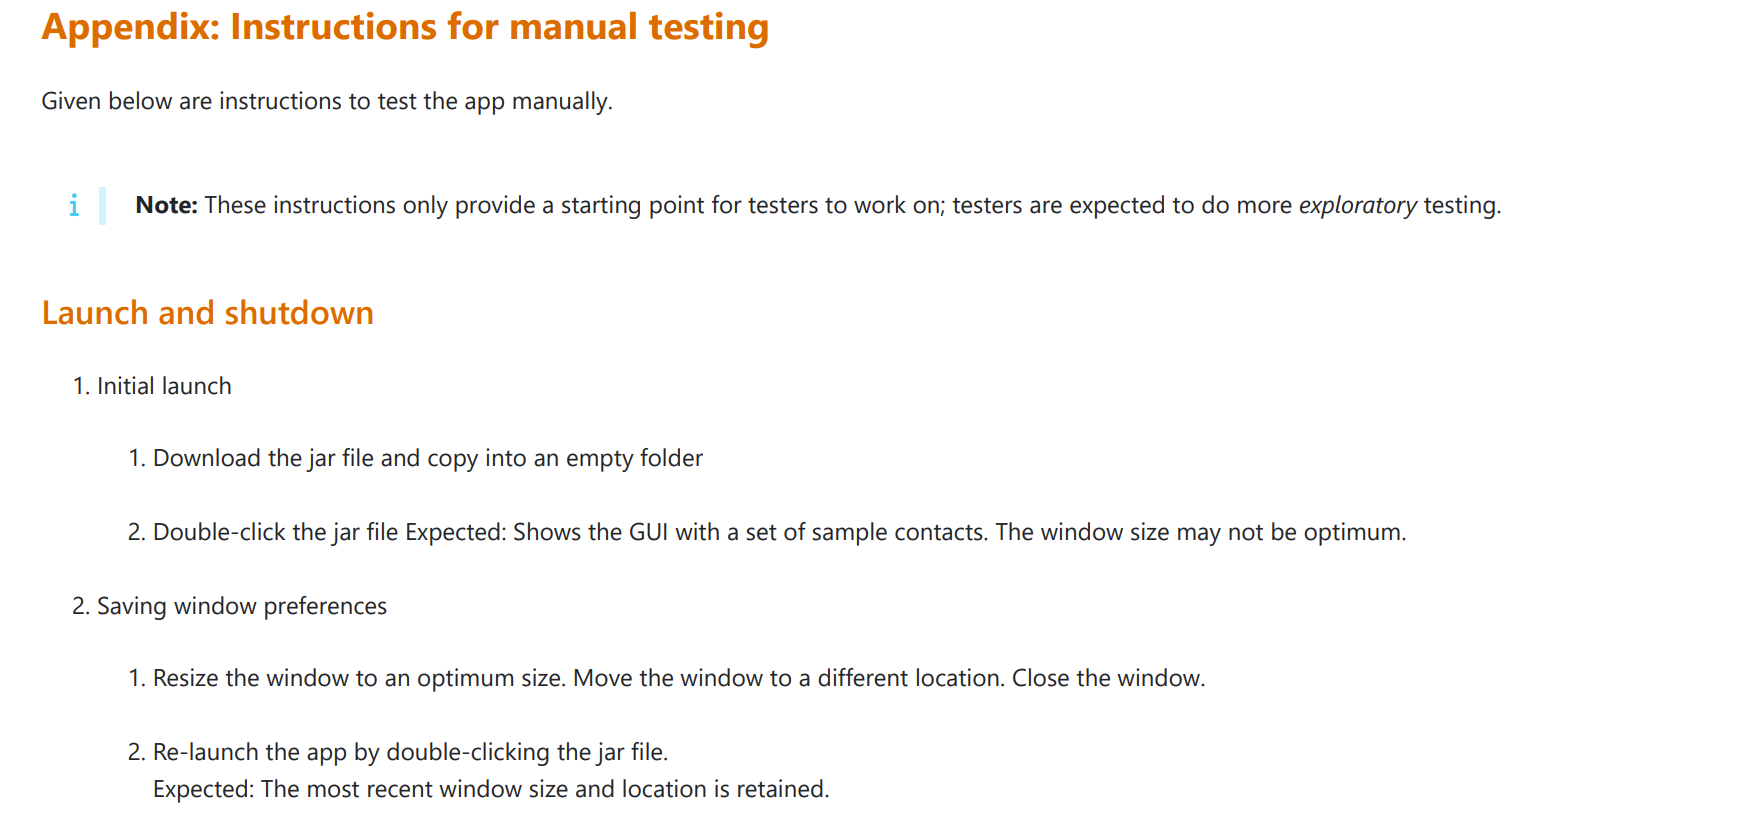 Appendix: Instructions for manual testing
Given below are instructions to test the app manually.
i
Note: These instructions only provide a starting point for testers to work on; testers are expected to do more exploratory testing.
Launch and shutdown
1. Initial launch
1. Download the jar file and copy into an empty folder
2. Double-click the jar file Expected: Shows the GUI with a set of sample contacts. The window size may not be optimum.
2. Saving window preferences
1. Resize the window to an optimum size. Move the window to a different location. Close the window.
2. Re-launch the app by double-clicking the jar file.
Expected: The most recent window size and location is retained.